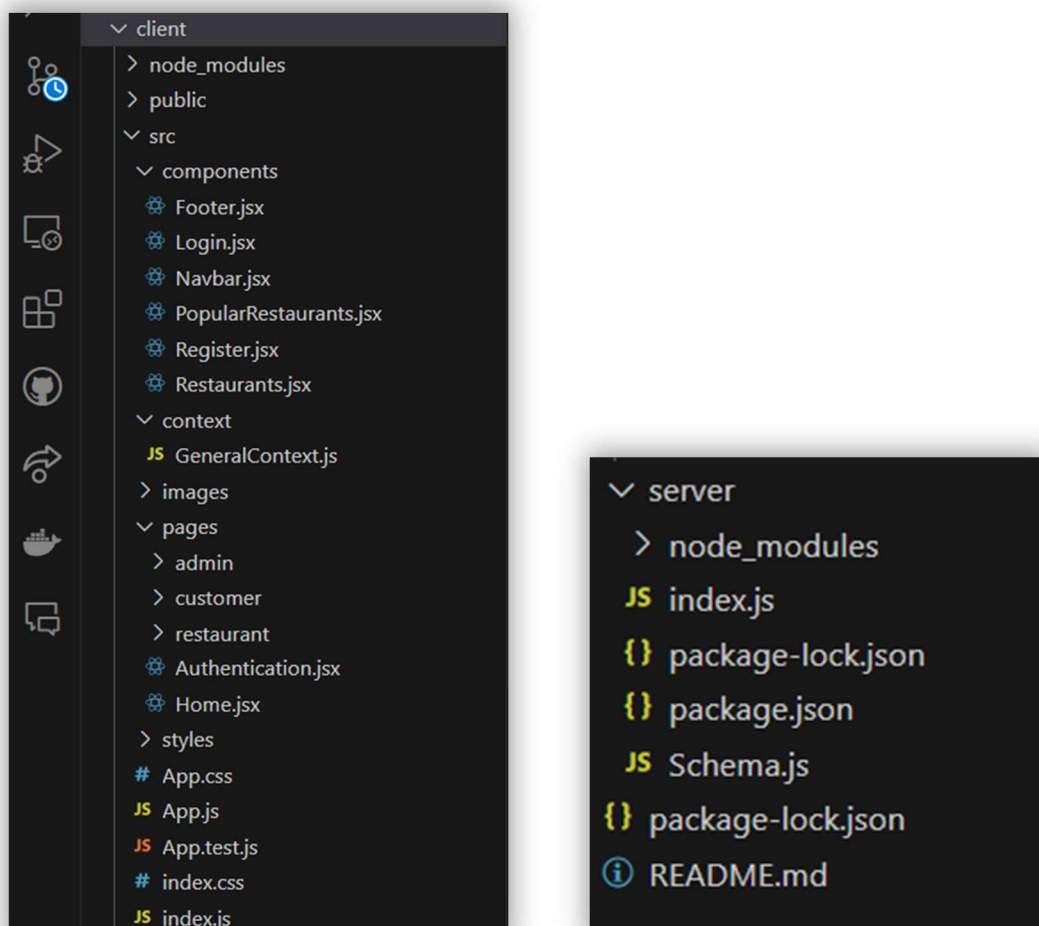 client
node_modules
public
src
components
Footer.jsx
Login.jsx
Navbar.jsx
PopularRestaurants.jsx
Register.jsx
Restaurants.jsx
context
JS GeneralContext.js
images
pages
admin
customer
restaurant
Authentication.jsx
Home.jsx
styles
# App.css
JS App.js
JS App.test.js
# index.css
JS index.js
server
node_modules
JS index.js
{} package-lock.json
{} package.json
JS Schema.js
{} package-lock.json
README.md